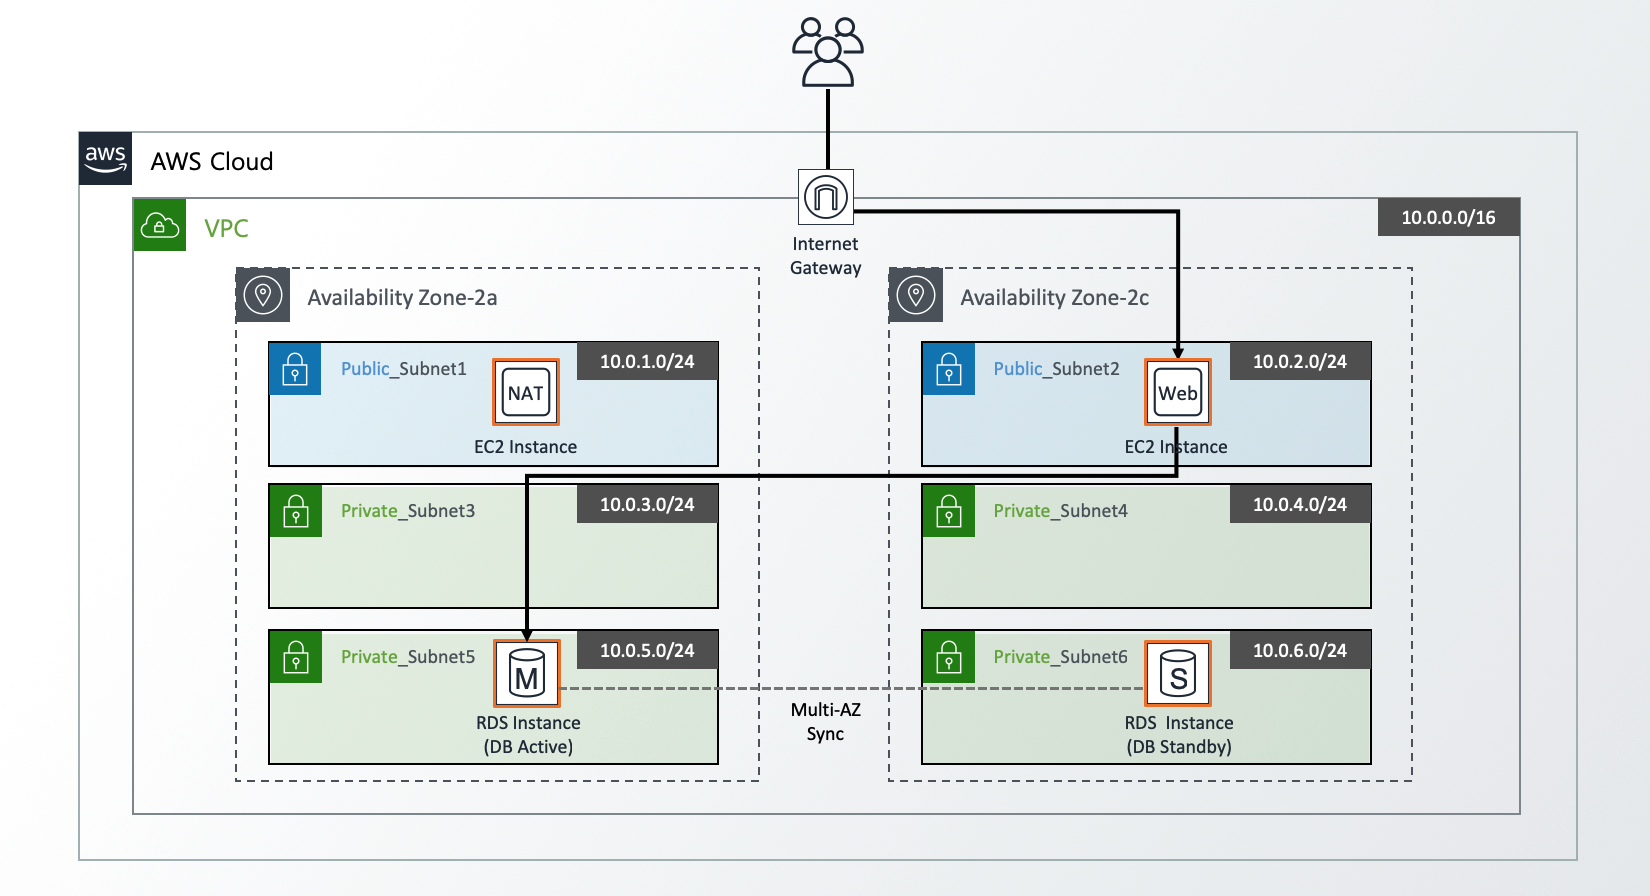 aws
AWS Cloud
VPC
Internet
Gateway
10.0.0.0/16
Availability Zone-2a
Availability Zone-2c
Public_Subnet1
NAT
10.0.1.0/24
EC2 Instance
Public_Subnet2
Web
10.0.2.0/24
EC2 Instance
Private_Subnet3
10.0.3.0/24
Private_Subnet4
10.0.4.0/24
Private_Subnet5
M
10.0.5.0/24
RDS Instance
(DB Active)
Multi-AZ
Sync
Private_Subnet6
S
10.0.6.0/24
RDS  Instance
(DB Standby)